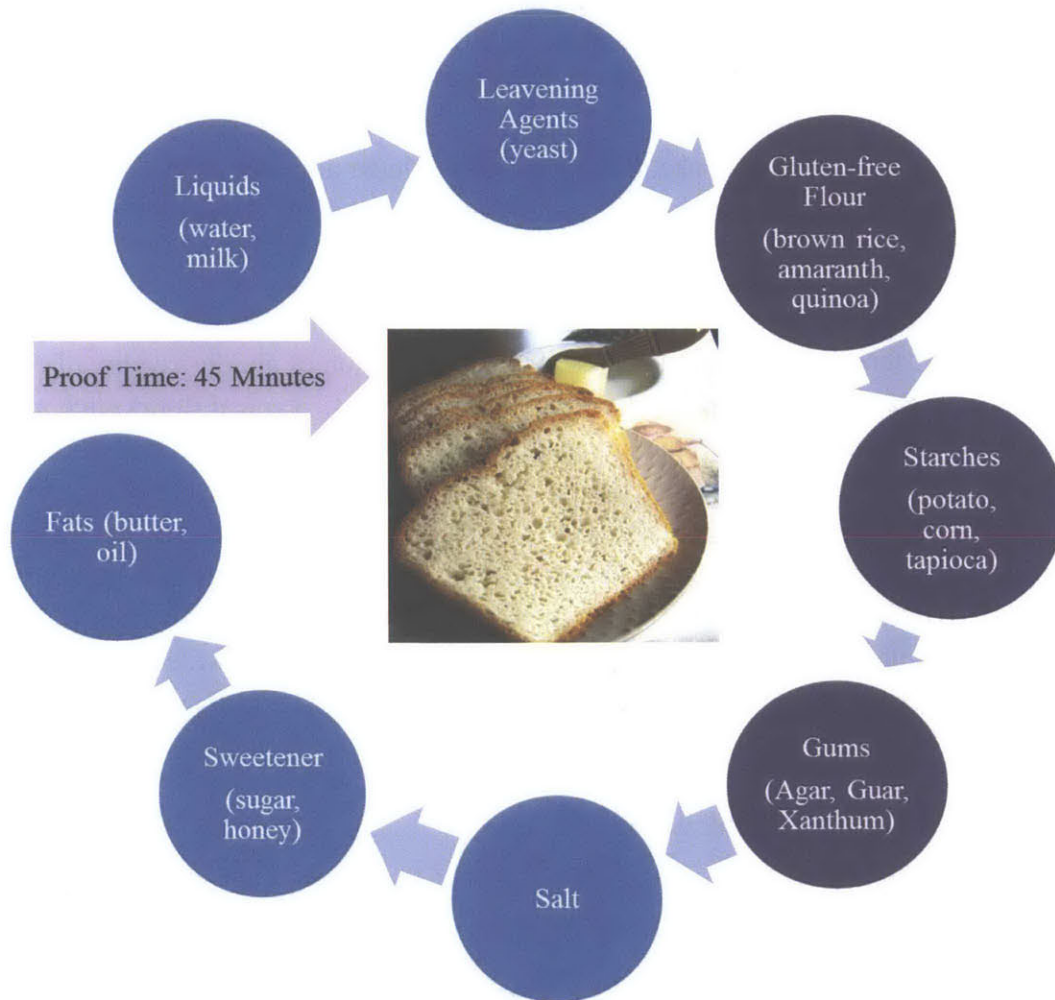 Leavening
Agents
(yeast)
Liquids
(water,
milk)
Gluten-free
Flour
(brown rice,
amaranth,
quinoa)
Proof Time: 45 Minutes
Starches
(potato,
corn,
tapioca)
Fats (butter,
oil)
Gums
(Agar, Guar,
Xanthum)
Sweetener
(sugar,
honey)
Salt